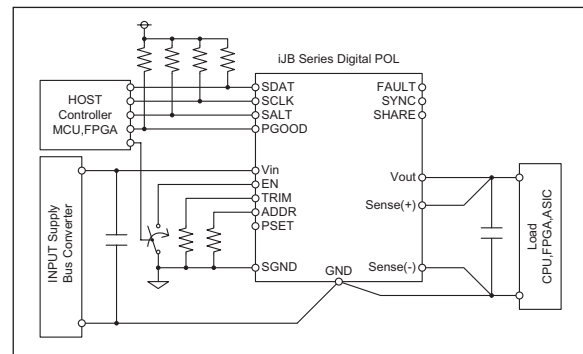 iJB Series Digital POL
HOST
Controller
MCU,FPGA
SDAT
SCLK
SALT
PGOOD
FAULT
SYNC
SHARE
INPUT Supply
Bus Converter
Vin
EN
TRIM
ADDR
PSET
SGND
GND
Vout
Sense(+)
Sense(-)
Load
CPU,FPGA,ASIC